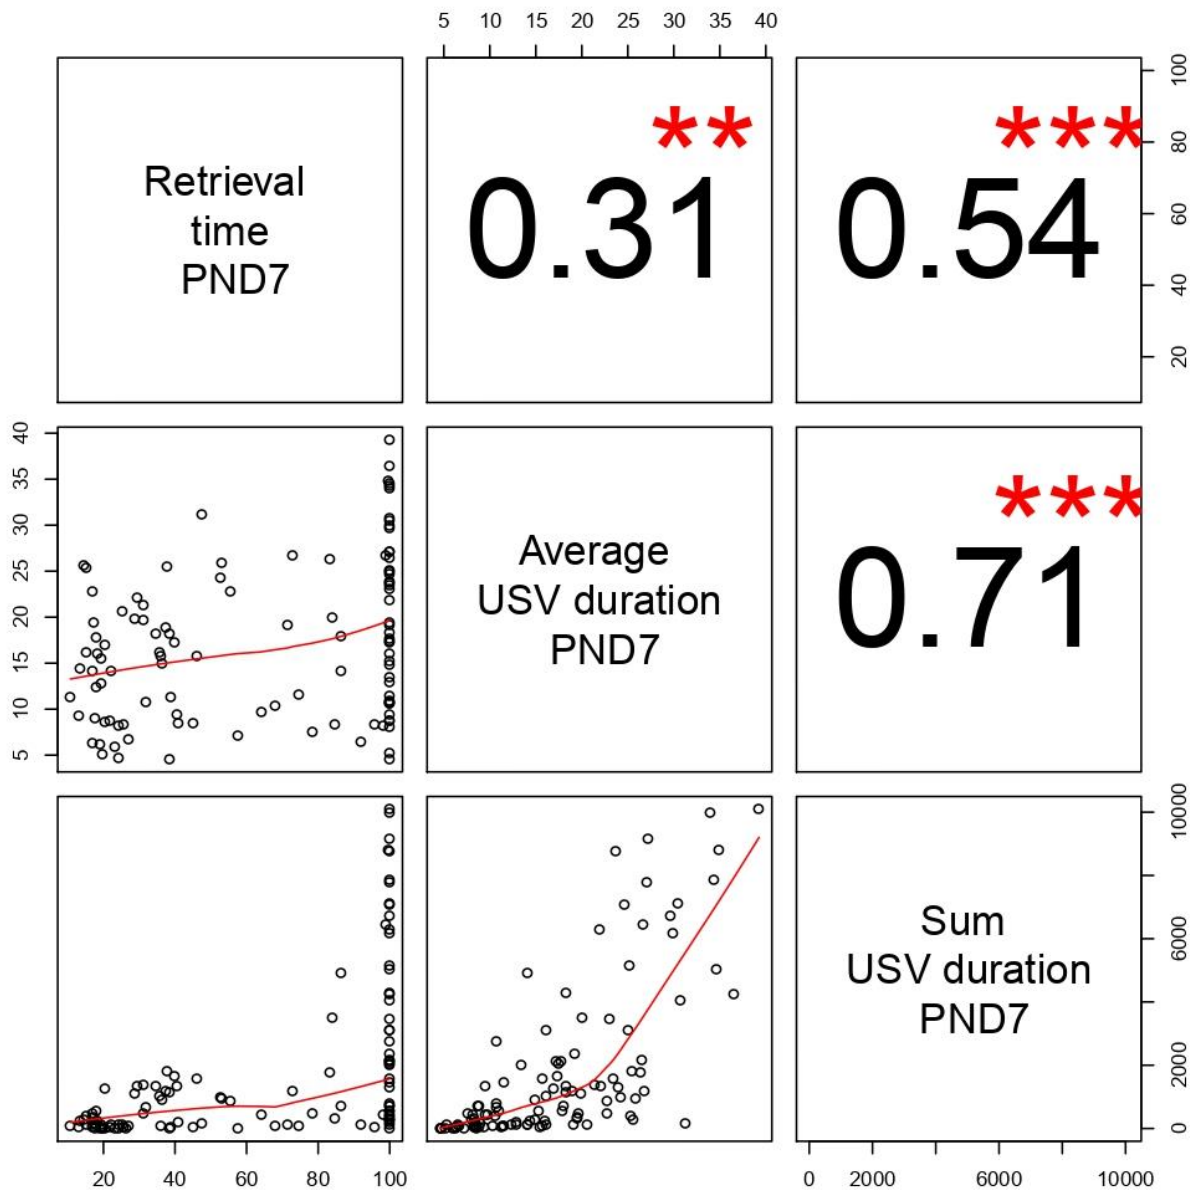 5 10 15 20 25 30 35 40
Retrieval
time
PND7
**
0.31
***
0.54
100
80
60
40
20
40
35
30
25
20
15
10
5
Average
USV duration
PND7
***
0.71
Sum
USV duration
PND7
10000
6000
2000
0
20 40 60 80 100
0 2000 6000 10000